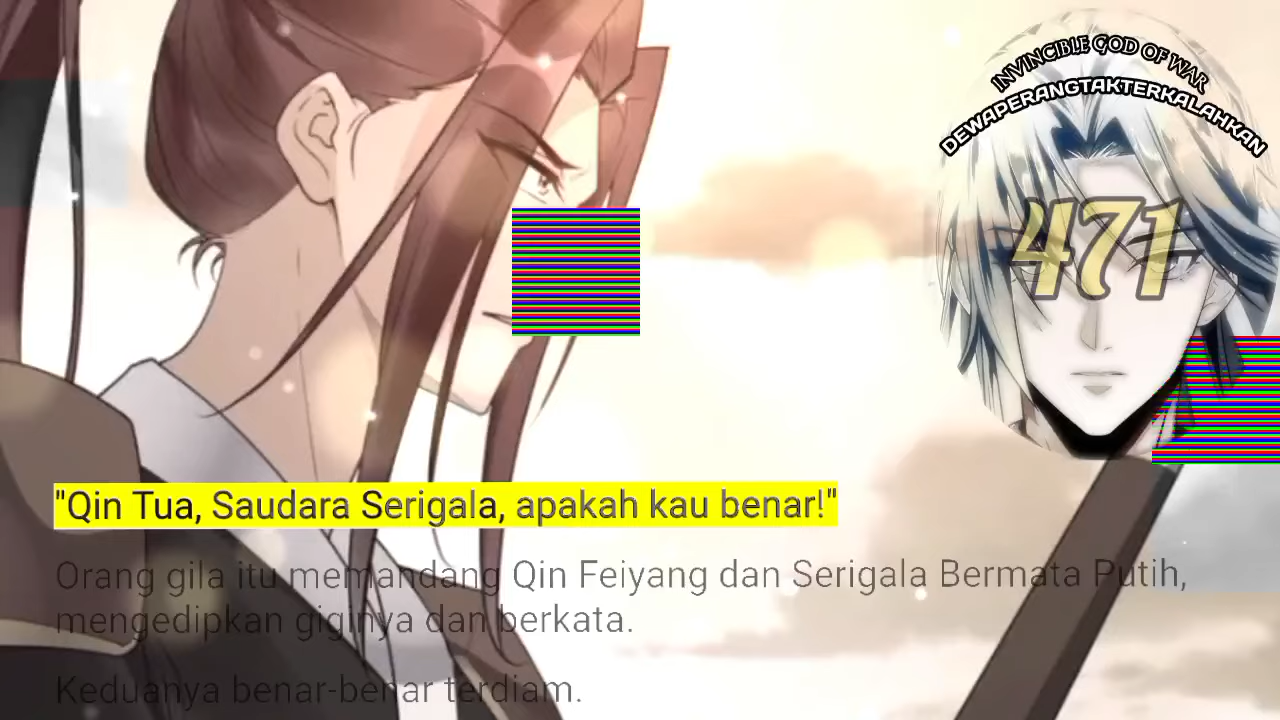 INVINCIBLE GOD OF WAR
DEWAPERANGTAKTERKALAHKAN
471
"Qin Tua, Saudara Serigala, apakah kau benar!"
Orang gila itu memandang Qin Feiyang dan Serigala Bermata Putih,
mengedipkan giginya dan berkata.
Keduanya benar-benar terdiam.